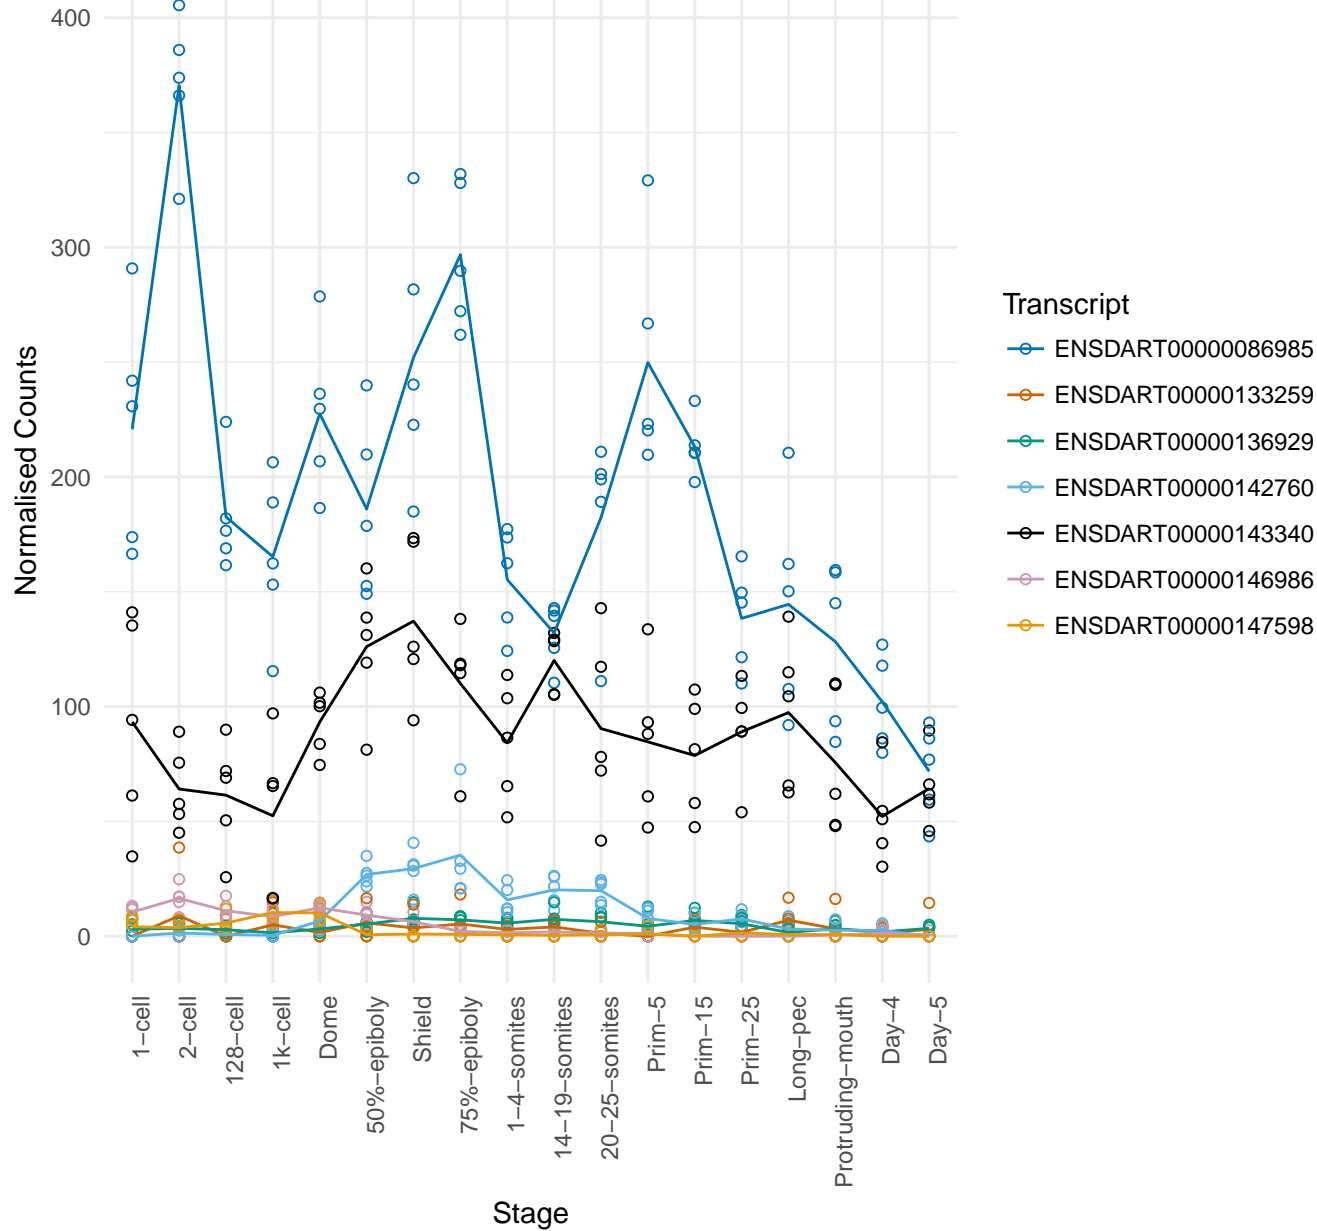 400
300
200
100
0
Normalised Counts
1−cell
2−cell
128−cell
1k−cell
Dome
50%−epiboly
Shield
75%−epiboly
1−4−somites
14−19−somites
20−25−somites
Prim−5
Prim−15
Prim−25
Long−pec
Protruding−mouth
Day−4
Day−5
Stage
Transcript
ENSDART00000086985
ENSDART00000133259
ENSDART00000136929
ENSDART00000142760
ENSDART00000143340
ENSDART00000146986
ENSDART00000147598